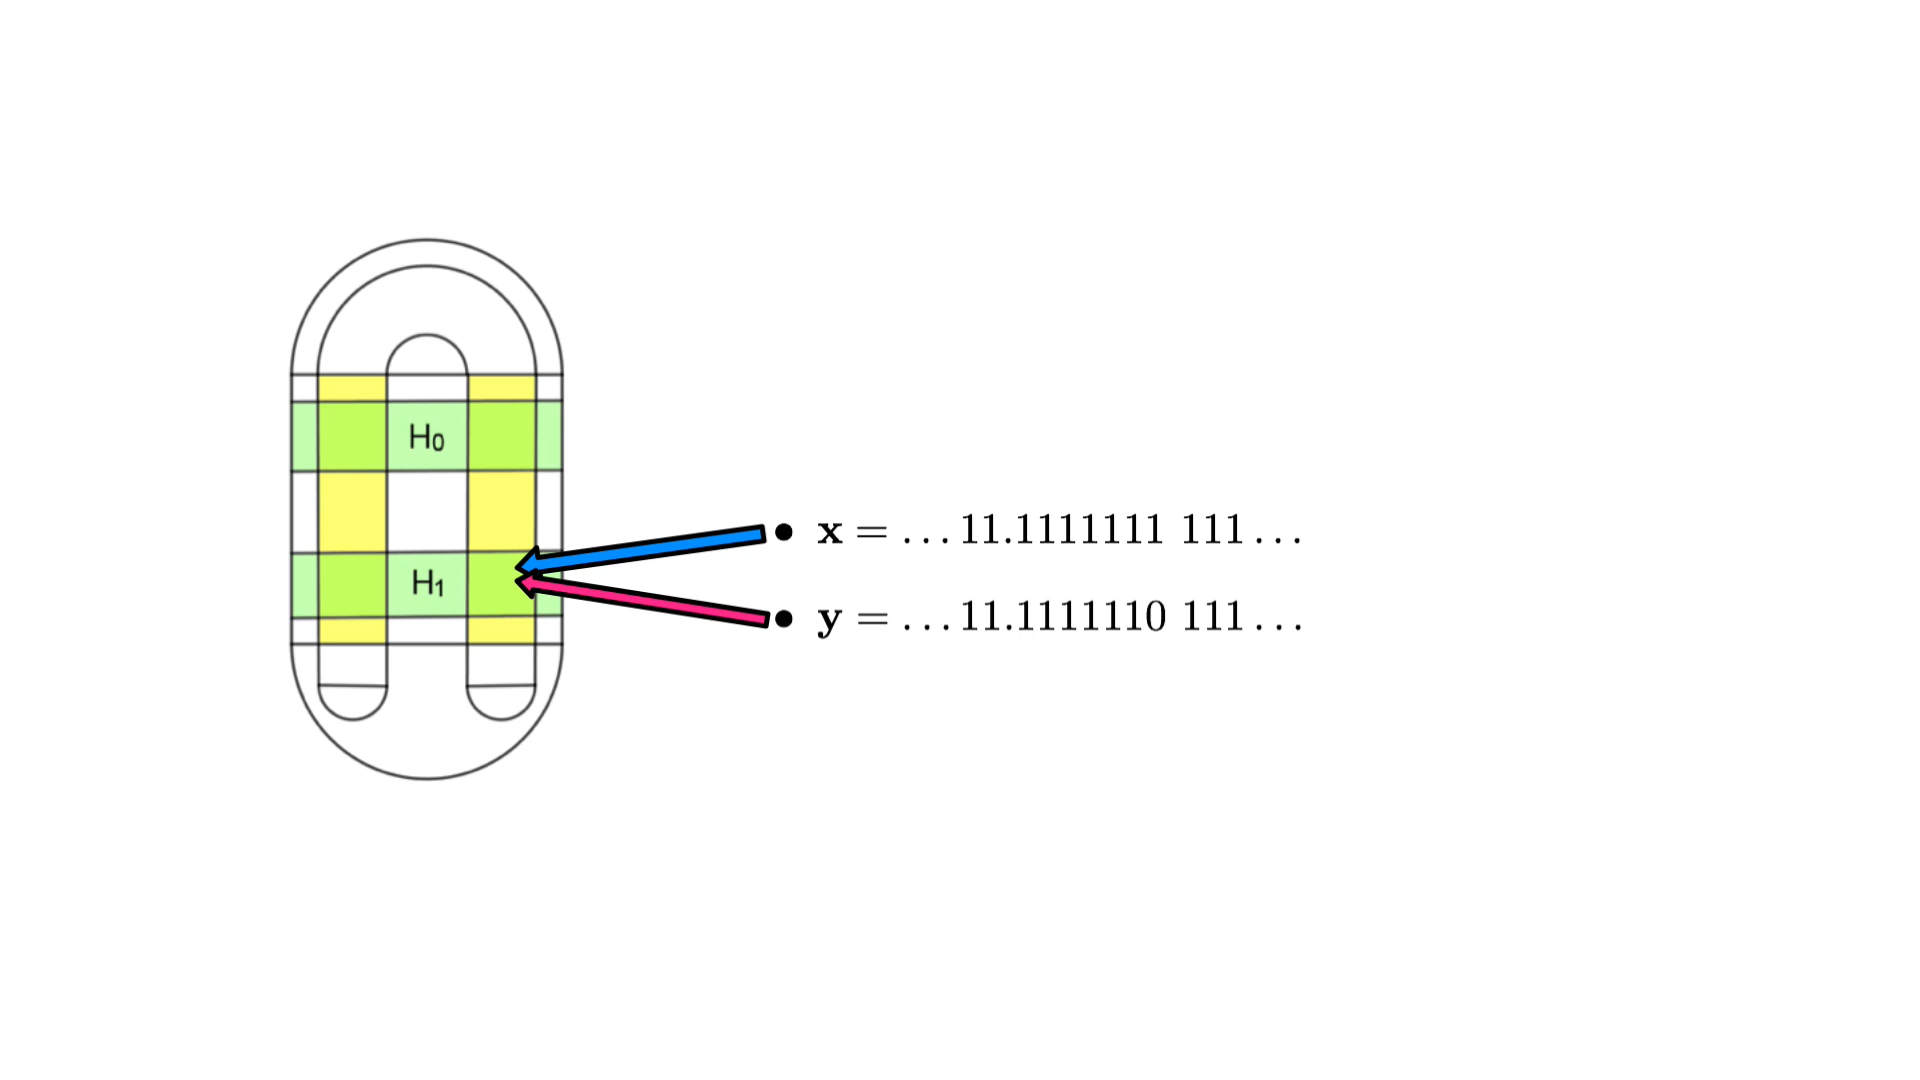 H₀
H₁
• x = ...11.1111111 111...
• y = ...11.1111110 111...